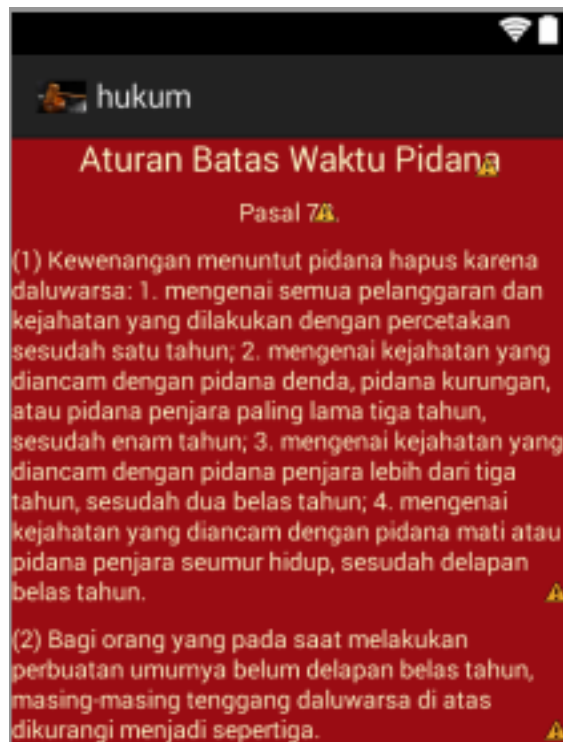 hukum
Aturan Batas Waktu Pidana
Pasal
(1) Kewenangan menuntut pidana hapus karena
daluwarsa: 1. mengenai semua pelanggaran dan
kejahatan yang dilakukan dengan percetakan
sesudah satu tahun; 2. mengenai kejahatan yang
diancam dengan pidana denda, pidana kurungan,
atau pidana penjara paling lama tiga tahun,
sesudah enam tahun; 3. mengenai kejahatan yang
diancam dengan pidana penjara lebih dari tiga
tahun, sesudah dua belas tahun; 4. mengenai
kejahatan yang diancam dengan pidana mati atau
pidana penjara seumur hidup, sesudah delapan
belas tahun.
(2) Bagi orang yang pada saat melakukan
perbuatan umurnya belum delapan belas tahun,
masing-masing tenggang daluwarsa di atas
dikurangi menjadi sepertiga.